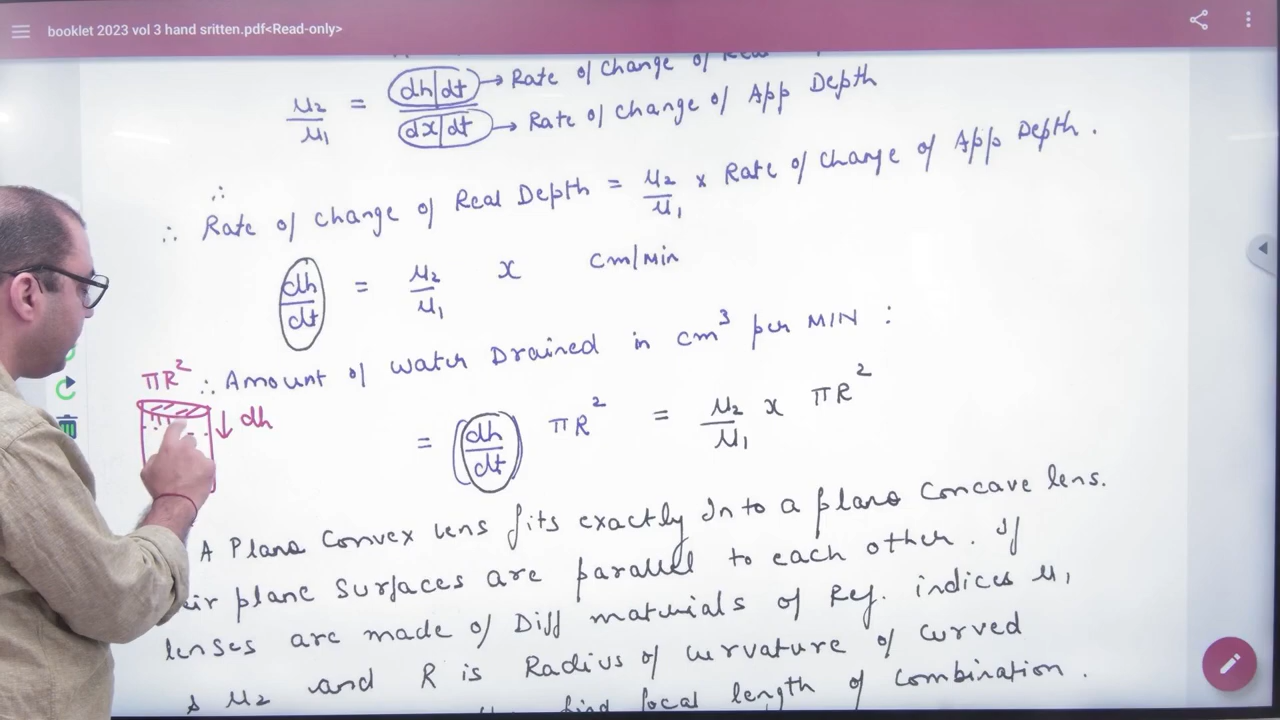 booklet 2023 vol 3 hand sritten.pdf<Read-only>
μ2/μ1 = (dh/dt)/(dx/dt) → Rate of Change of Real
→ Rate of Change of App Depth
∴
∴ Rate of Change of Real Depth = μ2/μ1 x Rate of Change of App Depth.
dh/dt = μ2/μ1 x cm/min
∴ Amount of water Drained in cm³ per MIN :
πR²
dh
= (dh/dt) πR² = μ2/μ1 x πR²
A Plano Convex lens fits exactly Into a plano Concave lens.
plane Surfaces are parallel to each other. If
lenses are made of Diff materials of Ref. indices μ1
& μ2 and R is Radius of curvature of curved
find focal length of combination.